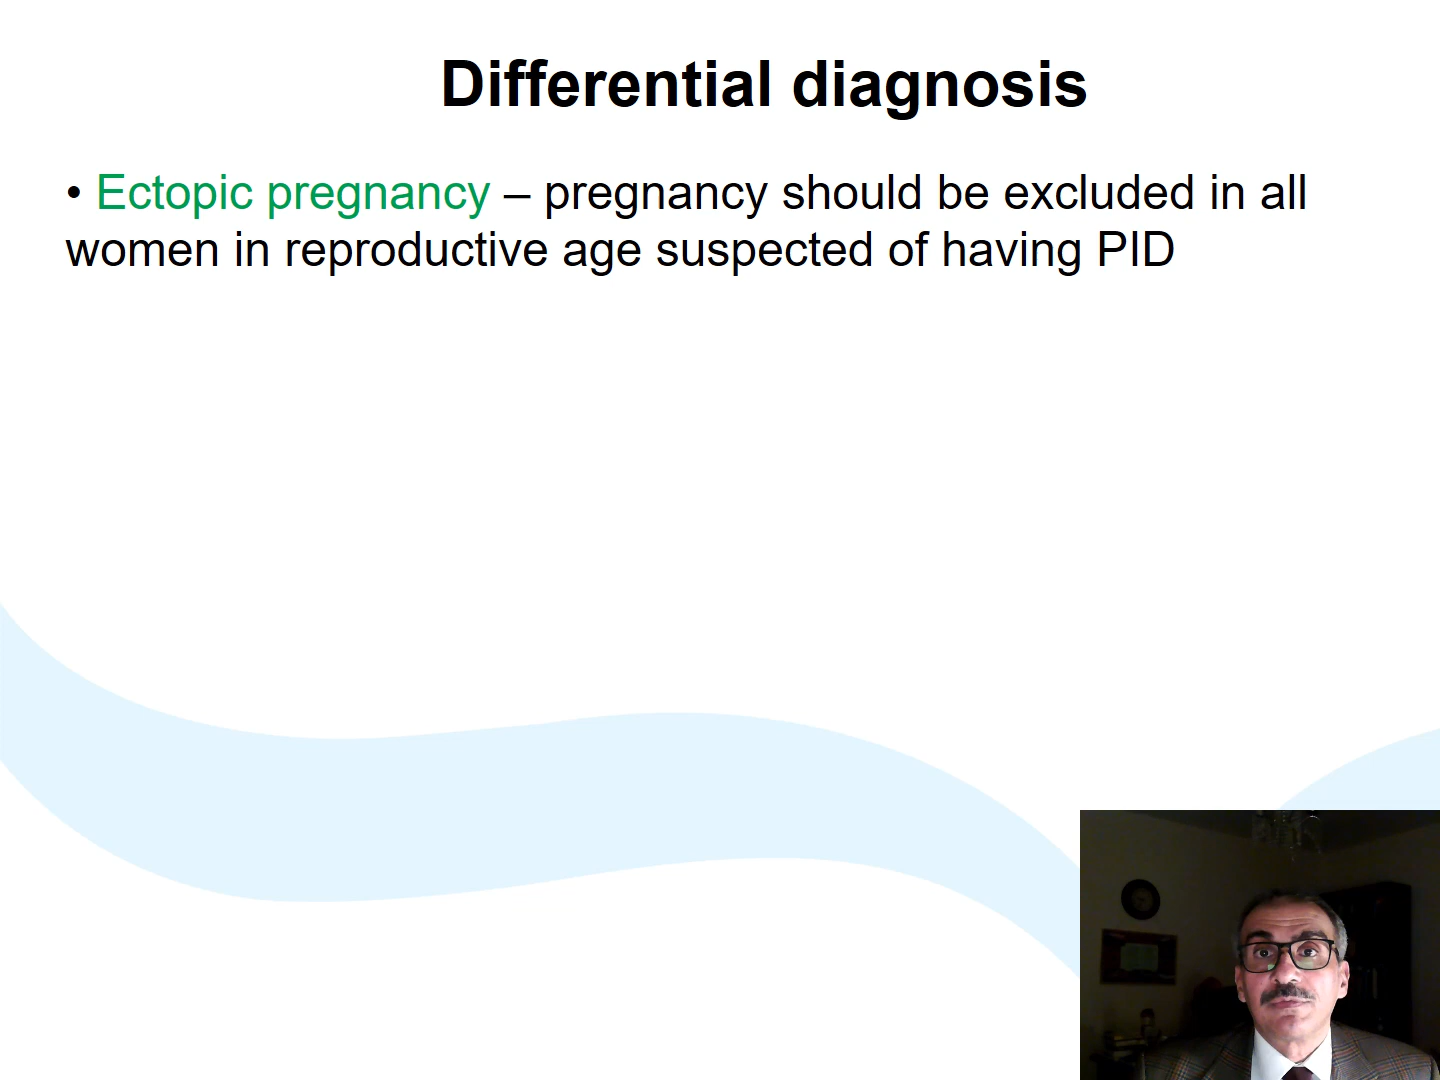 Differential diagnosis
• Ectopic pregnancy – pregnancy should be excluded in all
women in reproductive age suspected of having PID